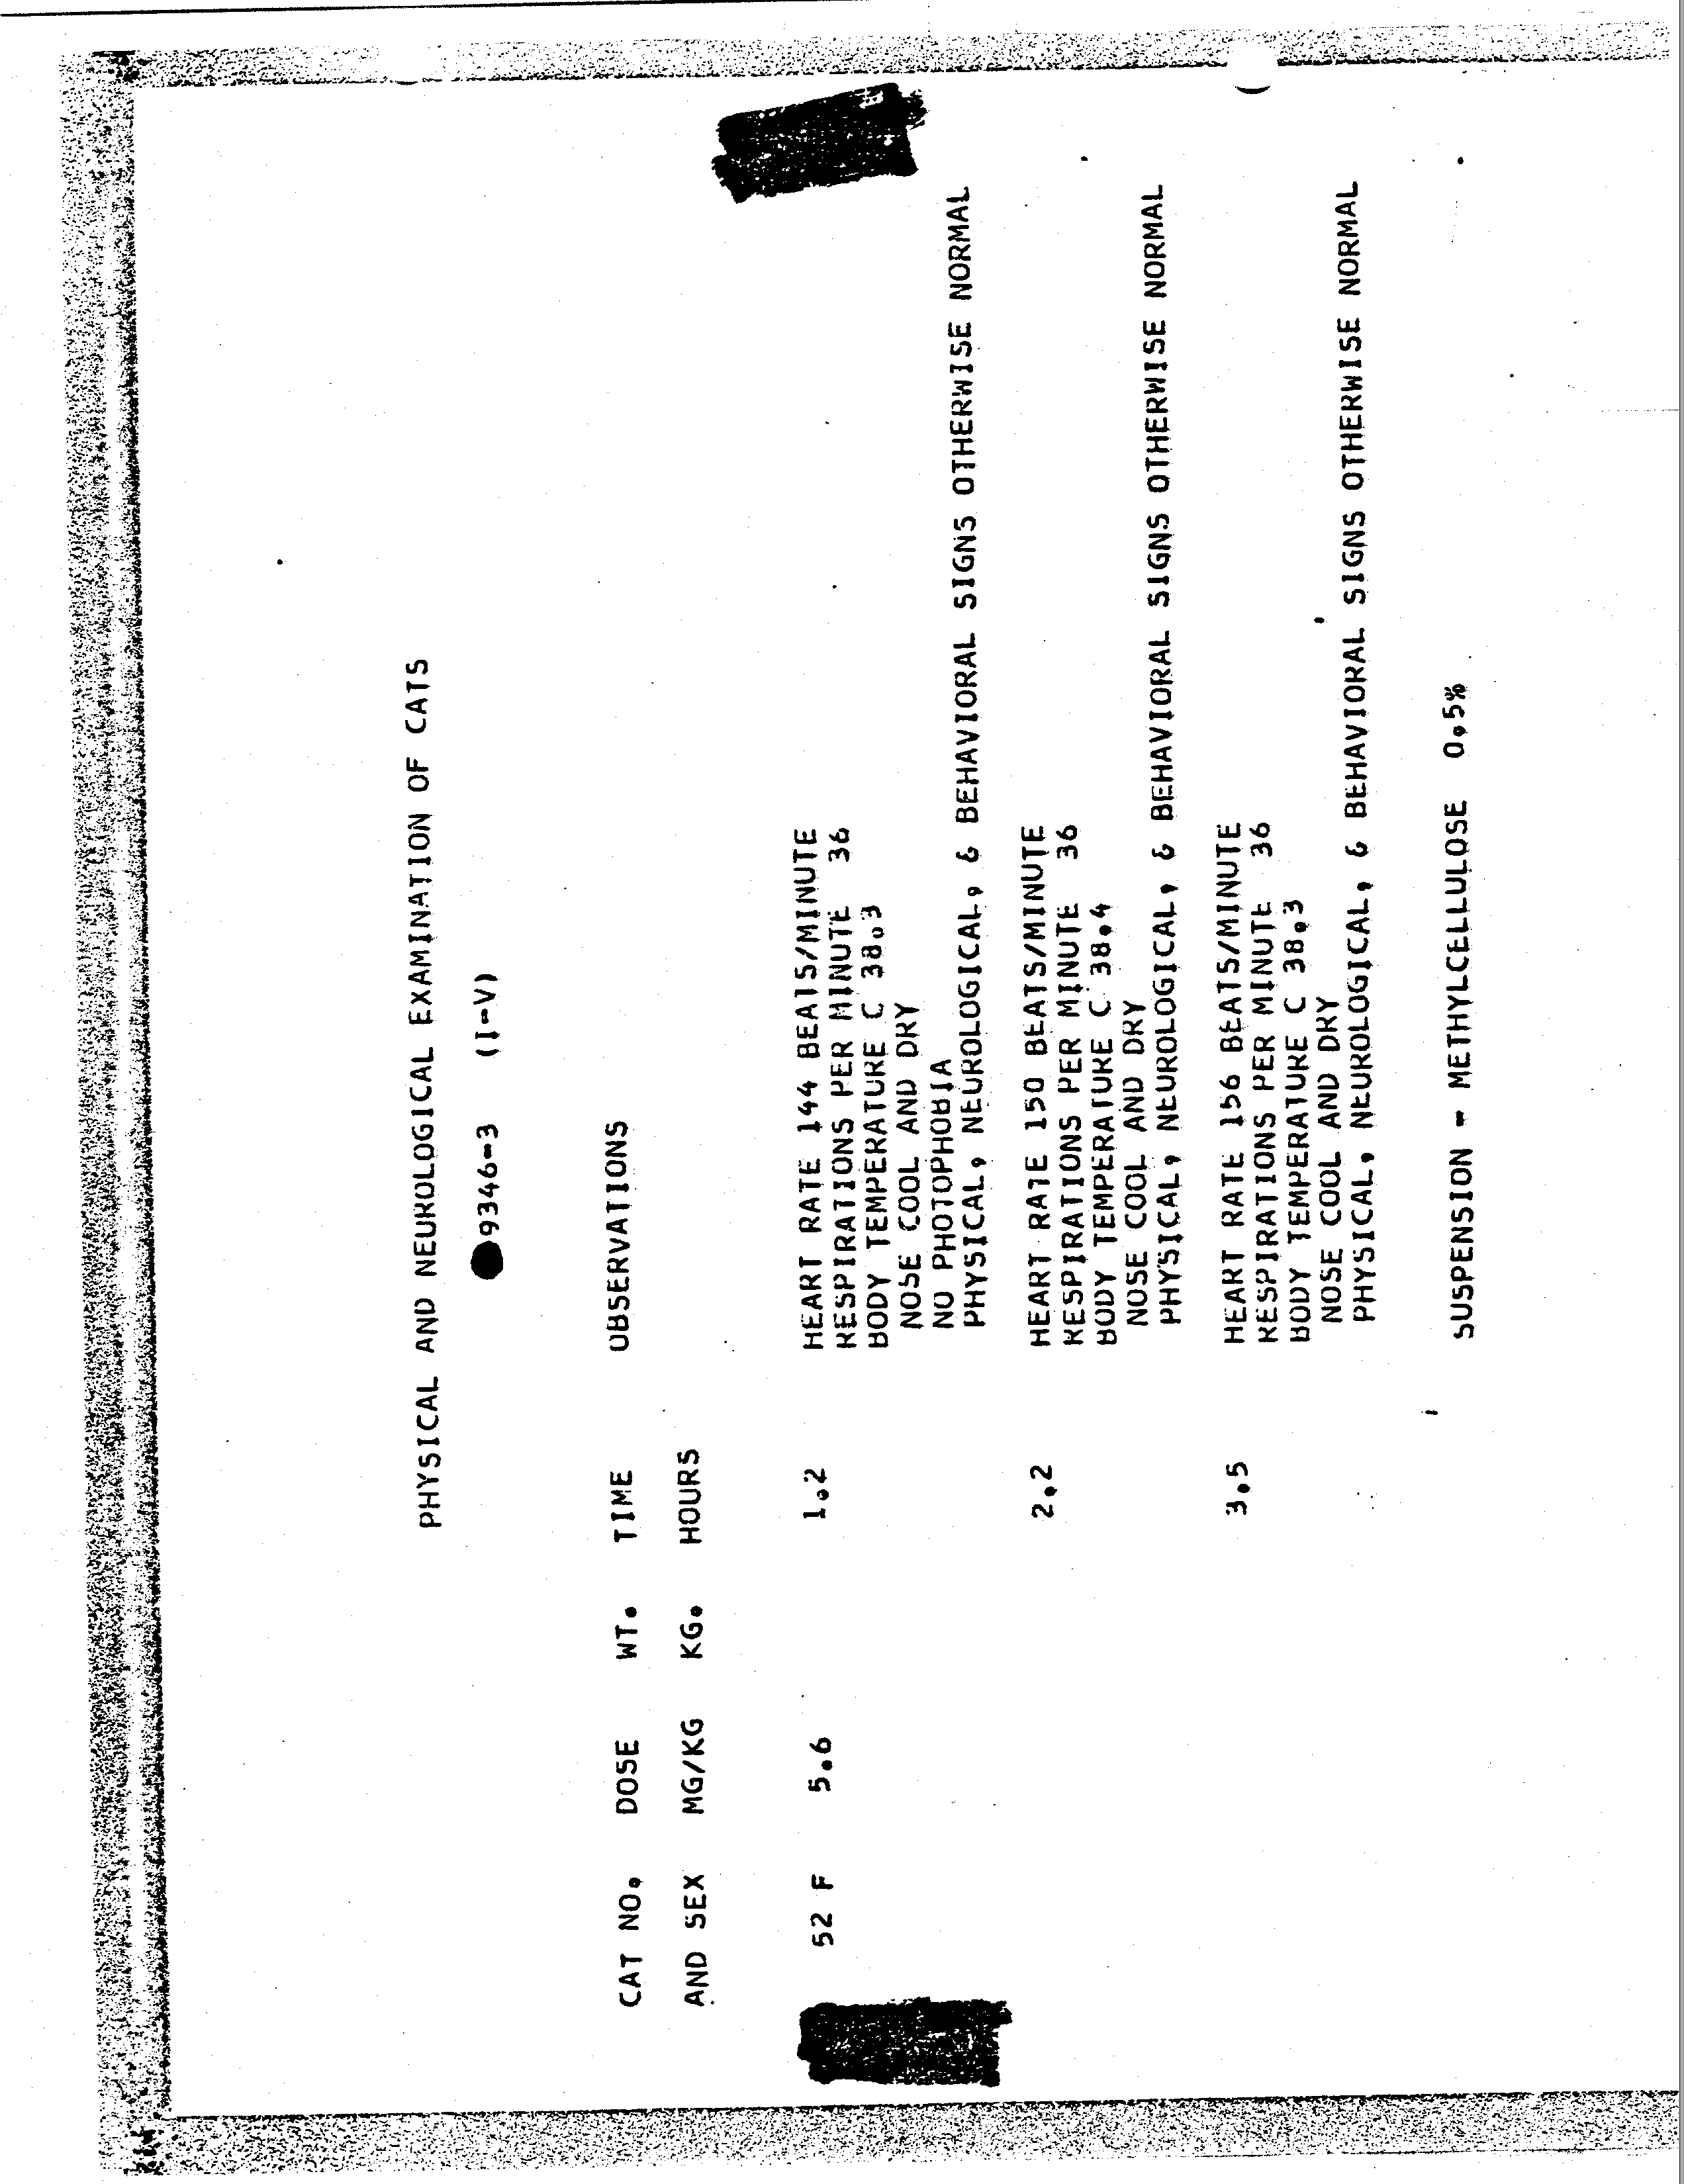 PHYSICAL AND NEUROLOGICAL EXAMINATION OF CATS
9346-3 (I-V)
CAT NO. DOSE WT. TIME OBSERVATIONS
AND SEX MG/KG KG. HOURS
52 F 5.6 1.2 HEART RATE 144 BEATS/MINUTE
RESPIRATIONS PER MINUTE 36
BODY TEMPERATURE C 38.3
NOSE COOL AND DRY
NO PHOTOPHOBIA
PHYSICAL, NEUROLOGICAL, & BEHAVIORAL SIGNS OTHERWISE NORMAL
2.2 HEART RATE 150 BEATS/MINUTE
RESPIRATIONS PER MINUTE 36
BODY TEMPERATURE C 38.4
NOSE COOL AND DRY
PHYSICAL, NEUROLOGICAL, & BEHAVIORAL SIGNS OTHERWISE NORMAL
3.5 HEART RATE 156 BEATS/MINUTE
RESPIRATIONS PER MINUTE 36
BODY TEMPERATURE C 38.3
NOSE COOL AND DRY
PHYSICAL, NEUROLOGICAL, & BEHAVIORAL SIGNS OTHERWISE NORMAL
SUSPENSION - METHYLCELLULOSE 0.5%